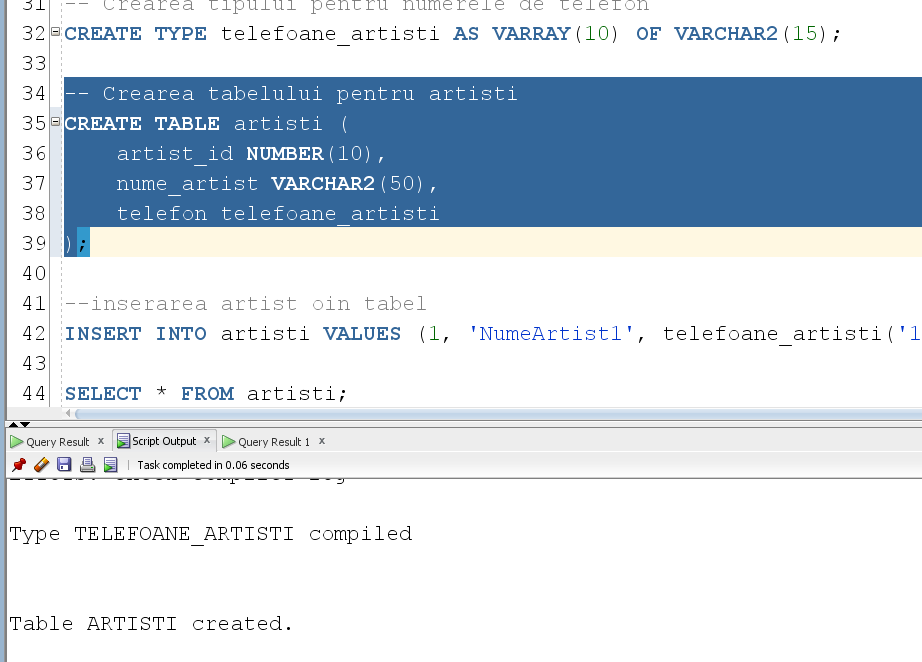 31 -- Crearea tipului pentru numerele de telefon
32 CREATE TYPE telefoane_artisti AS VARRAY(10) OF VARCHAR2(15);
33
34 -- Crearea tabelului pentru artisti
35 CREATE TABLE artisti (
36 artist_id NUMBER(10),
37 nume_artist VARCHAR2(50),
38 telefon telefoane_artisti
39 );
40
41 --inserarea artist oin tabel
42 INSERT INTO artisti VALUES (1, 'NumeArtist1', telefoane_artisti('1
43
44 SELECT * FROM artisti;
Query Result x Script Output x Query Result 1 x
Task completed in 0.06 seconds
Type TELEFOANE_ARTISTI compiled
Table ARTISTI created.